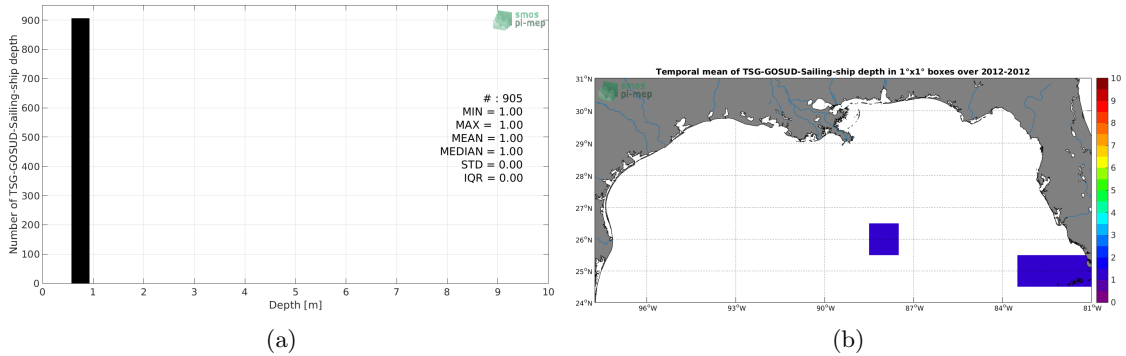 smos
pi-mep
900
800
700
600
500
400
300
200
100
0
Number of TSG-GOSUD-Sailing-ship depth
# : 905
MIN = 1.00
MAX = 1.00
MEAN = 1.00
MEDIAN = 1.00
STD = 0.00
IQR = 0.00
0 1 2 3 4 5 6 7 8 9 10
Depth [m]
(a)
Temporal mean of TSG-GOSUD-Sailing-ship depth in 1°x1° boxes over 2012-2012
smos
pi-mep
31°N
30°N
29°N
28°N
27°N
26°N
25°N
24°N
96°W 93°W 90°W 87°W 84°W 81°W
10
9
8
7
6
5
4
3
2
1
0
(b)